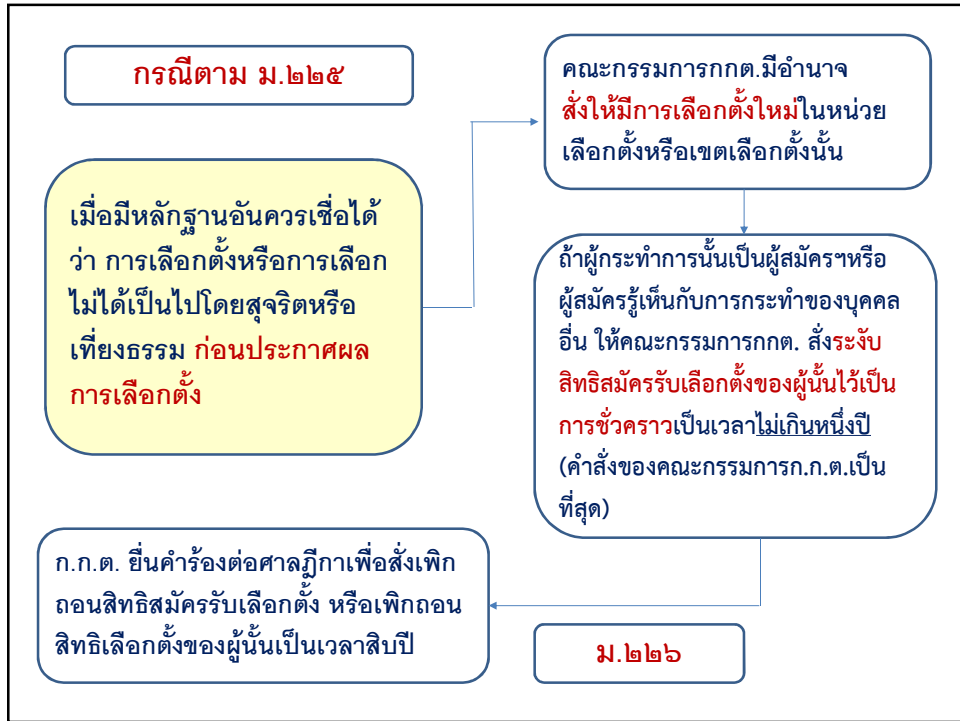 กรณีตาม ม.๒๒๕
เมื่อมีหลักฐานอันควรเชื่อได้
ว่า การเลือกตั้งหรือการเลือก
ไม่ได้เป็นไปโดยสุจริตหรือ
เที่ยงธรรม ก่อนประกาศผล
การเลือกตั้ง
คณะกรรมการกกต.มีอำนาจ
สั่งให้มีการเลือกตั้งใหม่ในหน่วย
เลือกตั้งหรือเขตเลือกตั้งนั้น
ถ้าผู้กระทำการนั้นเป็นผู้สมัครฯหรือ
ผู้สมัครรู้เห็นกับการกระทำของบุคคล
อื่น ให้คณะกรรมการกกต. สั่งระงับ
สิทธิสมัครรับเลือกตั้งของผู้นั้นไว้เป็น
การชั่วคราวเป็นเวลาไม่เกินหนึ่งปี
(คำสั่งของคณะกรรมการก.ก.ต.เป็น
ที่สุด)
ม.๒๒๖
ก.ก.ต. ยื่นคำร้องต่อศาลฎีกาเพื่อสั่งเพิก
ถอนสิทธิสมัครรับเลือกตั้ง หรือเพิกถอน
สิทธิเลือกตั้งของผู้นั้นเป็นเวลาสิบปี